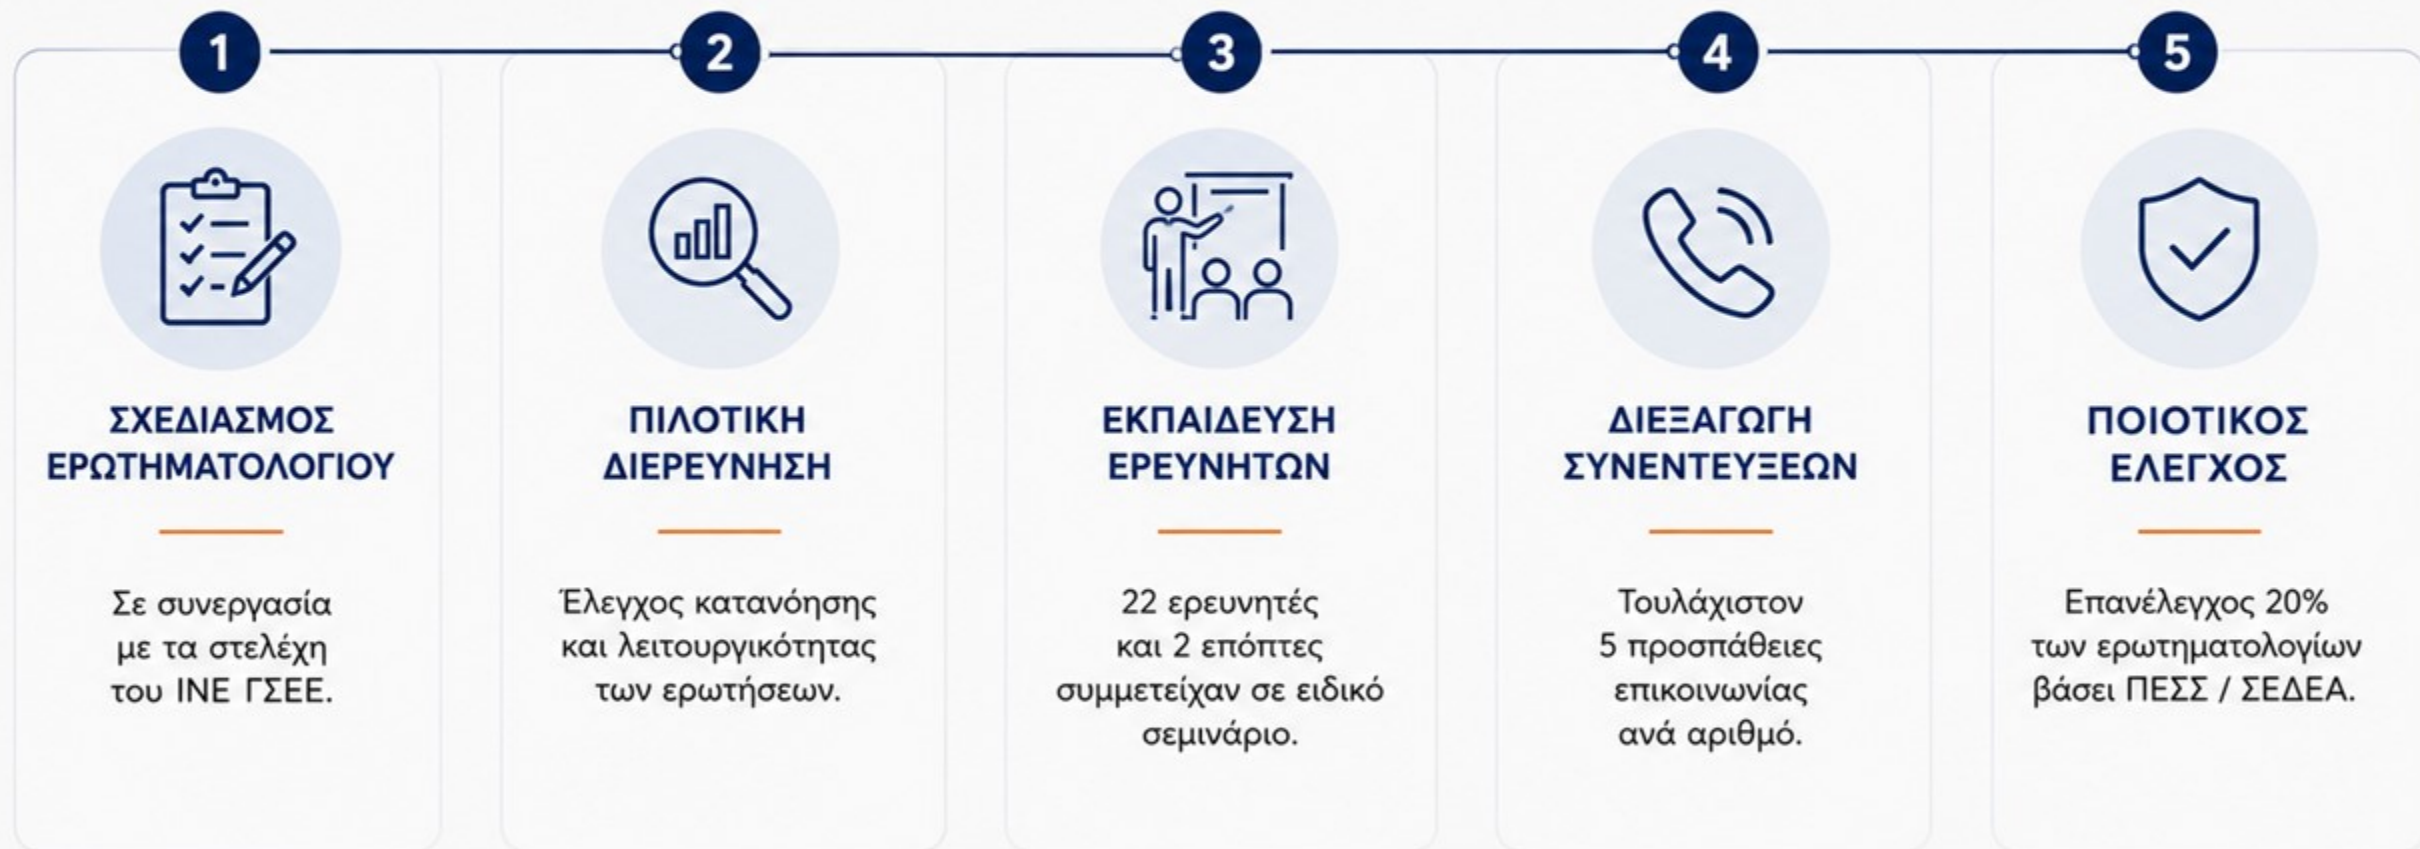 1
ΣΧΕΔΙΑΣΜΟΣ
ΕΡΩΤΗΜΑΤΟΛΟΓΙΟΥ
Σε συνεργασία
με τα στελέχη
του ΙΝΕ ΓΣΕΕ.
2
ΠΙΛΟΤΙΚΗ
ΔΙΕΡΕΥΝΗΣΗ
Έλεγχος κατανόησης
και λειτουργικότητας
των ερωτήσεων.
3
ΕΚΠΑΙΔΕΥΣΗ
ΕΡΕΥΝΗΤΩΝ
22 ερευνητές
και 2 επόπτες
συμμετείχαν σε ειδικό
σεμινάριο.
4
ΔΙΕΞΑΓΩΓΗ
ΣΥΝΕΝΤΕΥΞΕΩΝ
Τουλάχιστον
5 προσπάθειες
επικοινωνίας
ανά αριθμό.
5
ΠΟΙΟΤΙΚΟΣ
ΕΛΕΓΧΟΣ
Επανέλεγχος 20%
των ερωτηματολογίων
βάσει ΠΕΣΣ / ΣΕΔΕΑ.